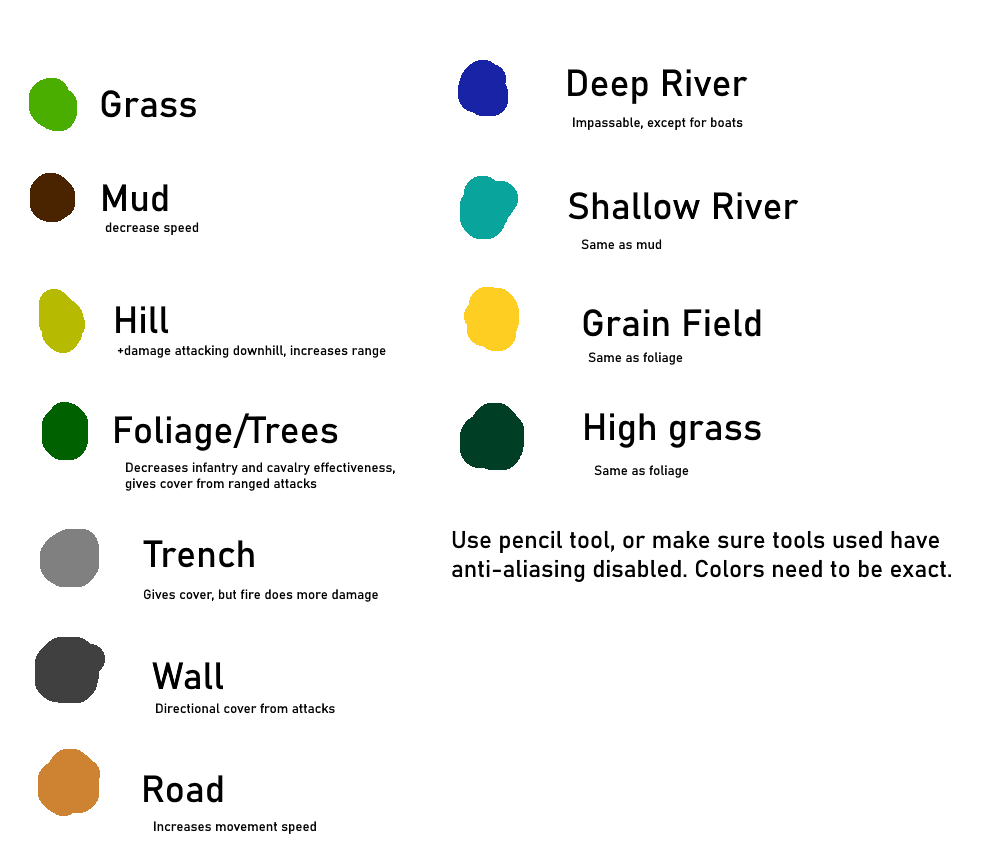 Grass
Mud
decrease speed
Hill
+damage attacking downhill, increases range
Foliage/Trees
Decreases infantry and cavalry effectiveness,
gives cover from ranged attacks
Trench
Gives cover, but fire does more damage
Wall
Directional cover from attacks
Road
Increases movement speed
Deep River
Impassable, except for boats
Shallow River
Same as mud
Grain Field
Same as foliage
High grass
Same as foliage
Use pencil tool, or make sure tools used have
anti-aliasing disabled. Colors need to be exact.